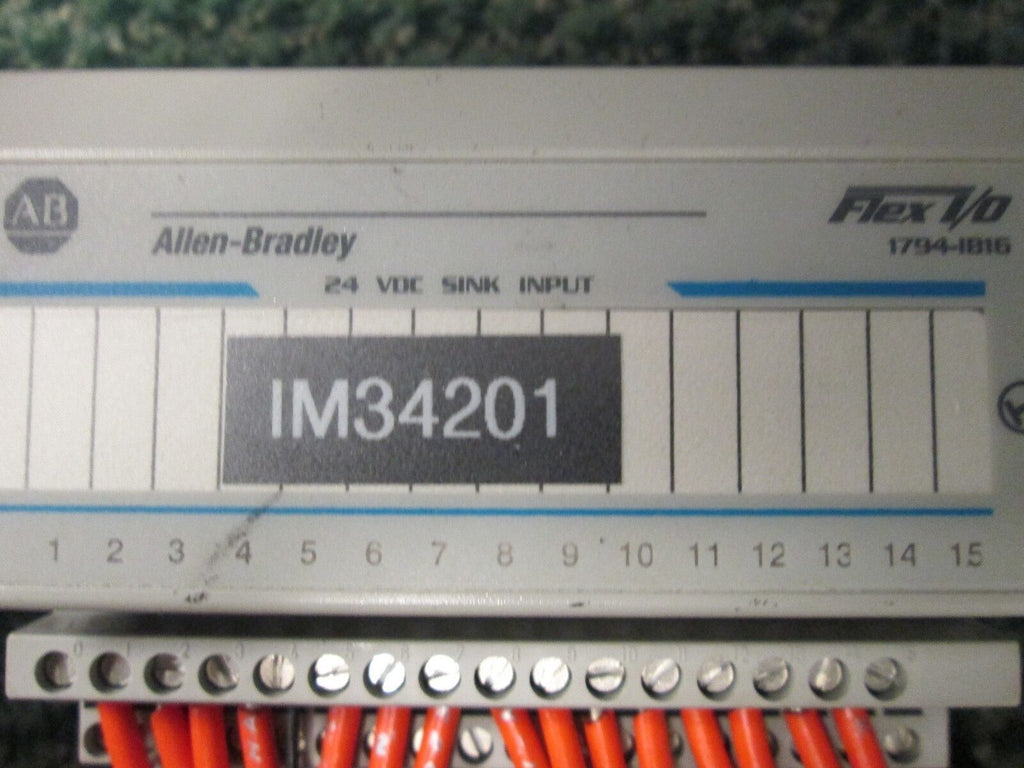 AB
Allen-Bradley
Flex I/O
1794-IB16
24 VDC SINK INPUT
IM34201
1 2 3 4 5 6 7 8 9 10 11 12 13 14 15